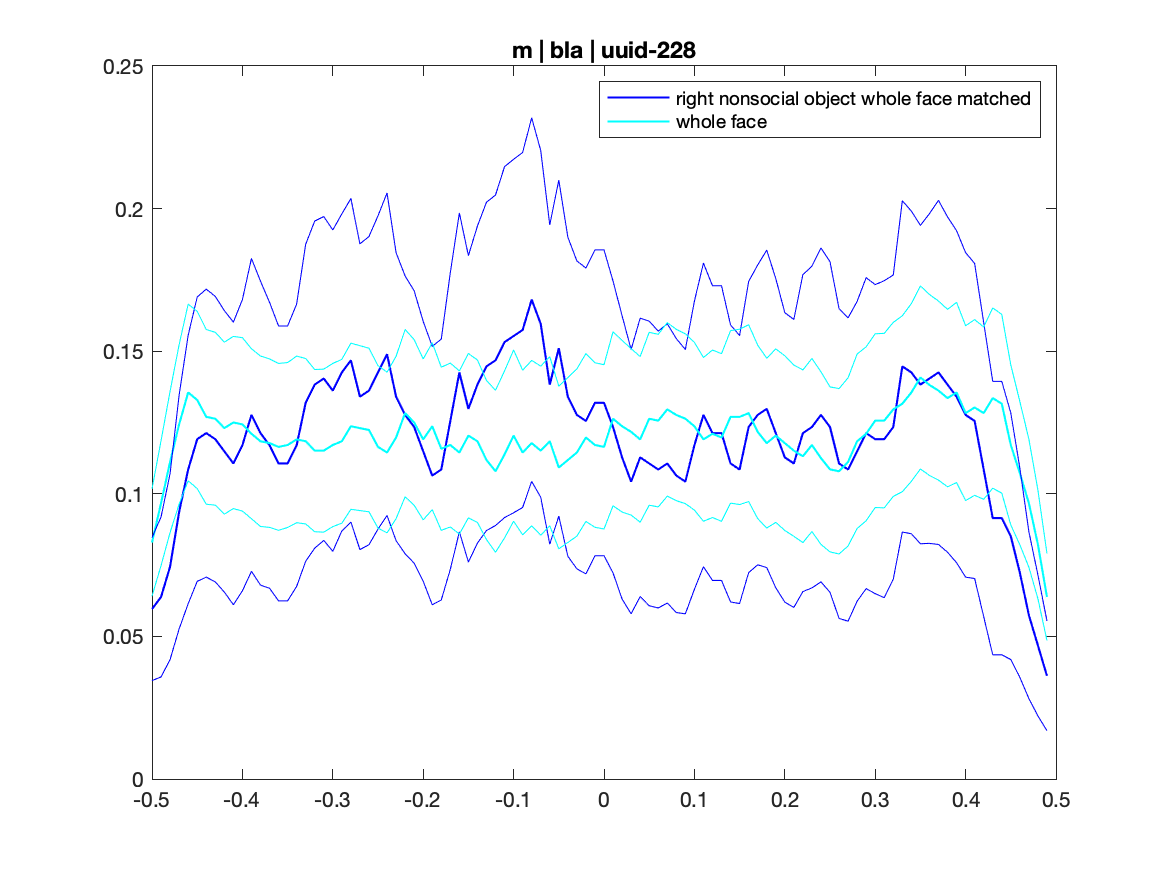 m | bla | uuid-228
right nonsocial object whole face matched
whole face
0.25
0.2
0.15
0.1
0.05
0
-0.5 -0.4 -0.3 -0.2 -0.1 0 0.1 0.2 0.3 0.4 0.5